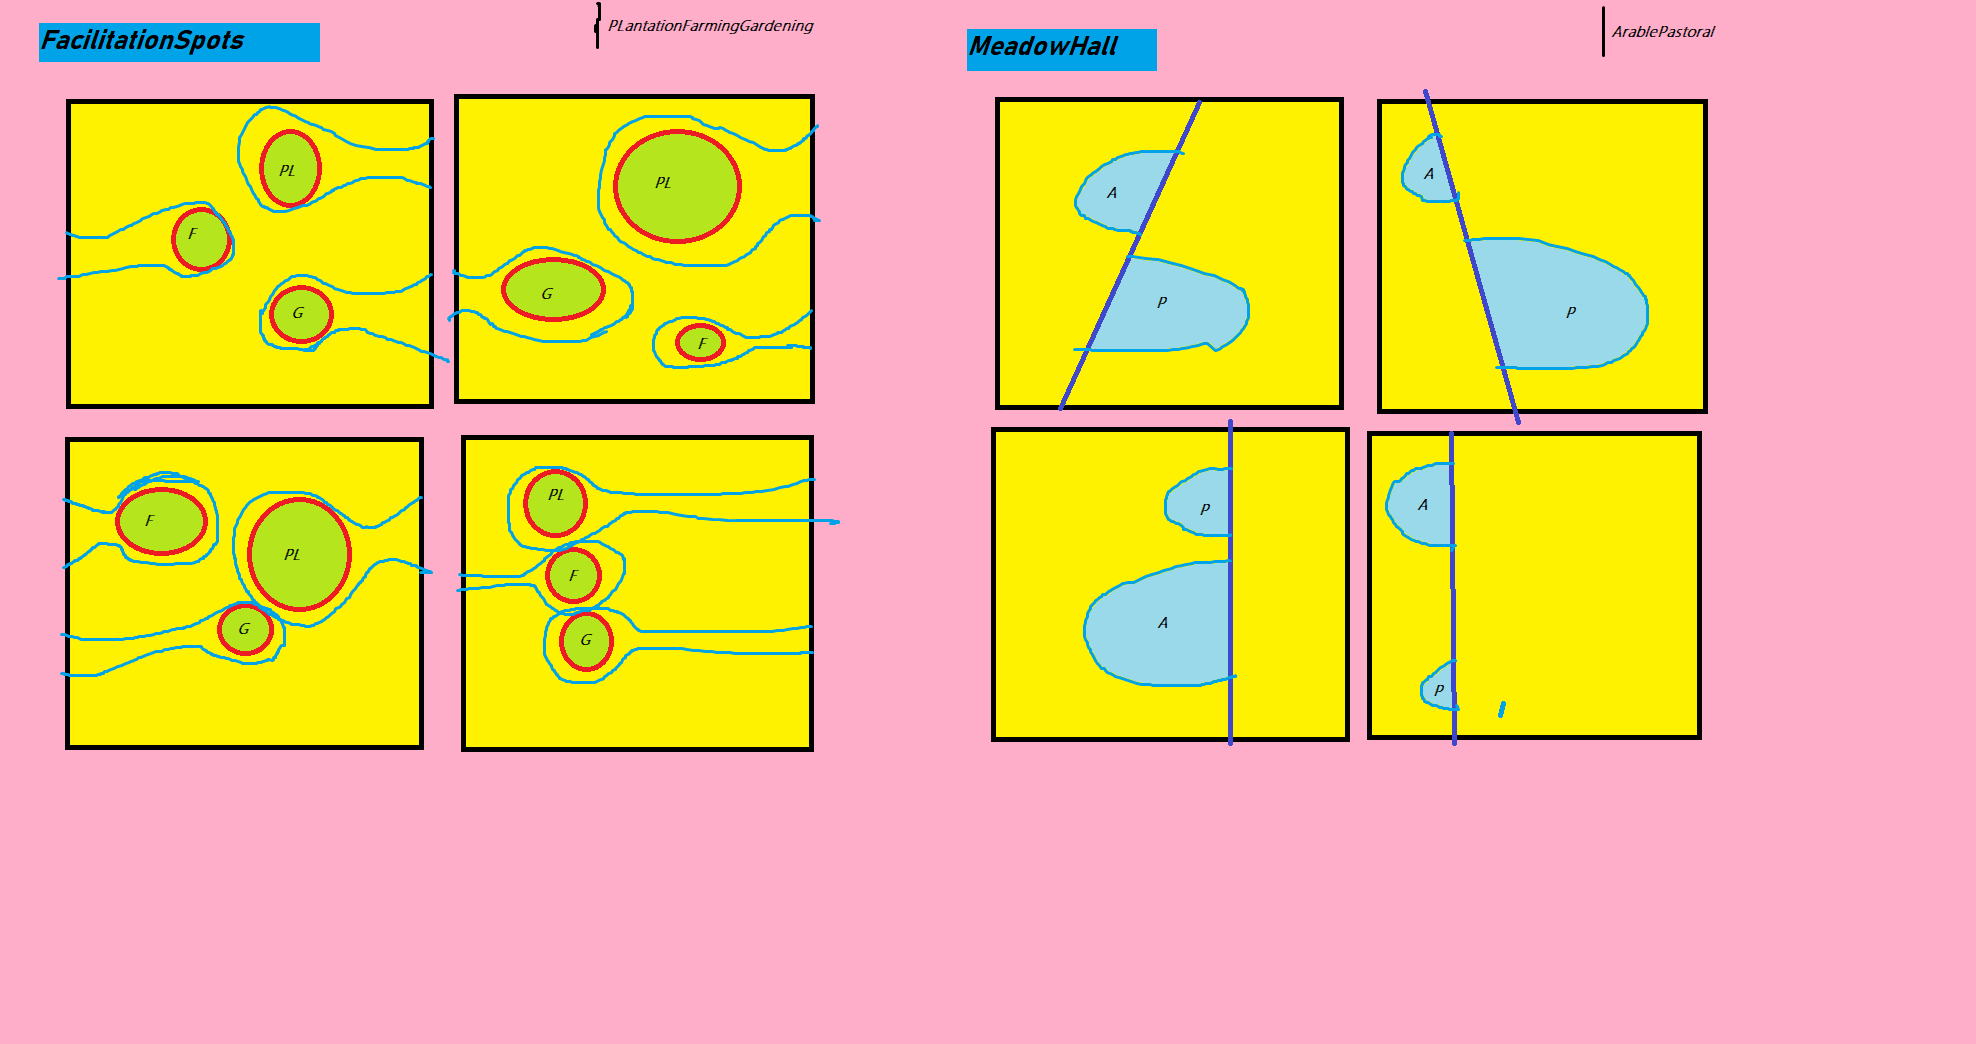 FacilitationSpots
PLantationFarmingGardening
PL
F
G
PL
G
F
F
PL
G
PL
F
G
MeadowHall
ArablePastoral
A
P
A
P
P
A
A
P